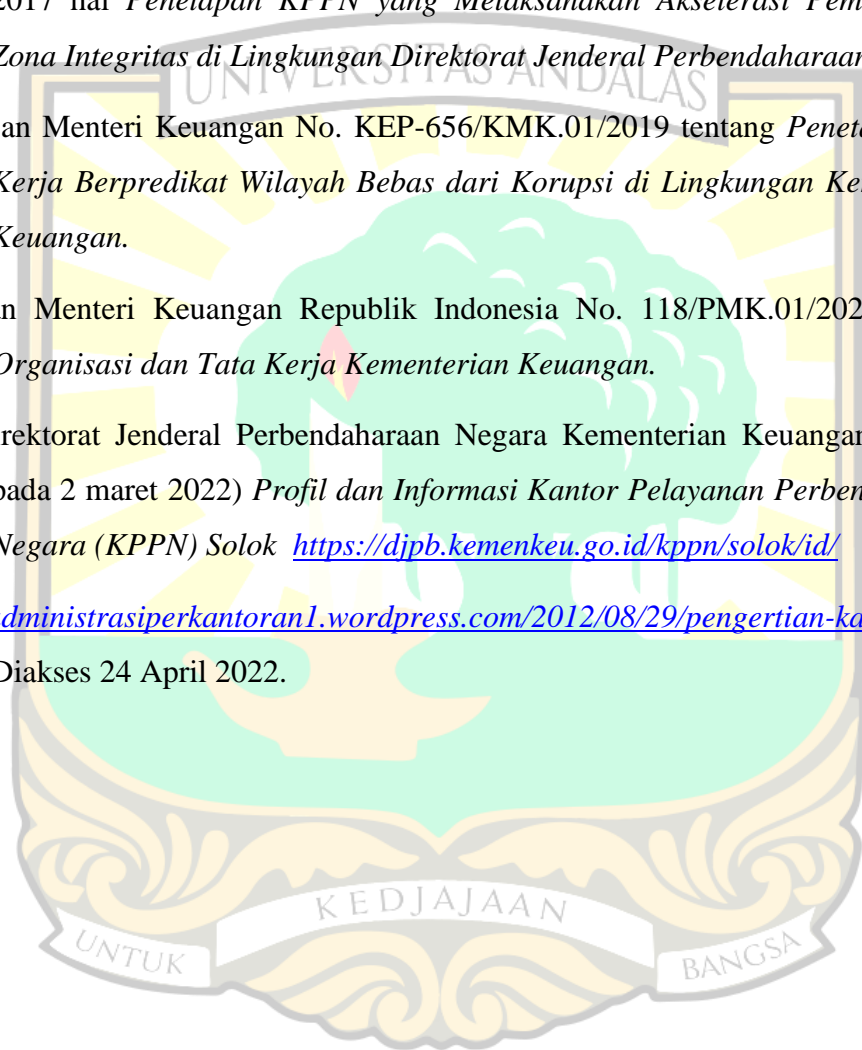 2017 hal Penetapan KPPN yang Melaksanakan Akselerasi Pem
Zona Integritas di Lingkungan Direktorat Jenderal Perbendaharaan
UNIVERSITAS ANDALAS
an Menteri Keuangan No. KEP-656/KMK.01/2019 tentang Peneta
Kerja Berpredikat Wilayah Bebas dari Korupsi di Lingkungan Ke
Keuangan.
n Menteri Keuangan Republik Indonesia No. 118/PMK.01/202
Organisasi dan Tata Kerja Kementerian Keuangan.
rektorat Jenderal Perbendaharaan Negara Kementerian Keuangan
pada 2 maret 2022) Profil dan Informasi Kantor Pelayanan Perben
Negara (KPPN) Solok https://djpb.kemenkeu.go.id/kppn/solok/id/
dministrasiperkantoran1.wordpress.com/2012/08/29/pengertian-ka
Diakses 24 April 2022.
KEDJAJAAN
UNTUK
BANGSA